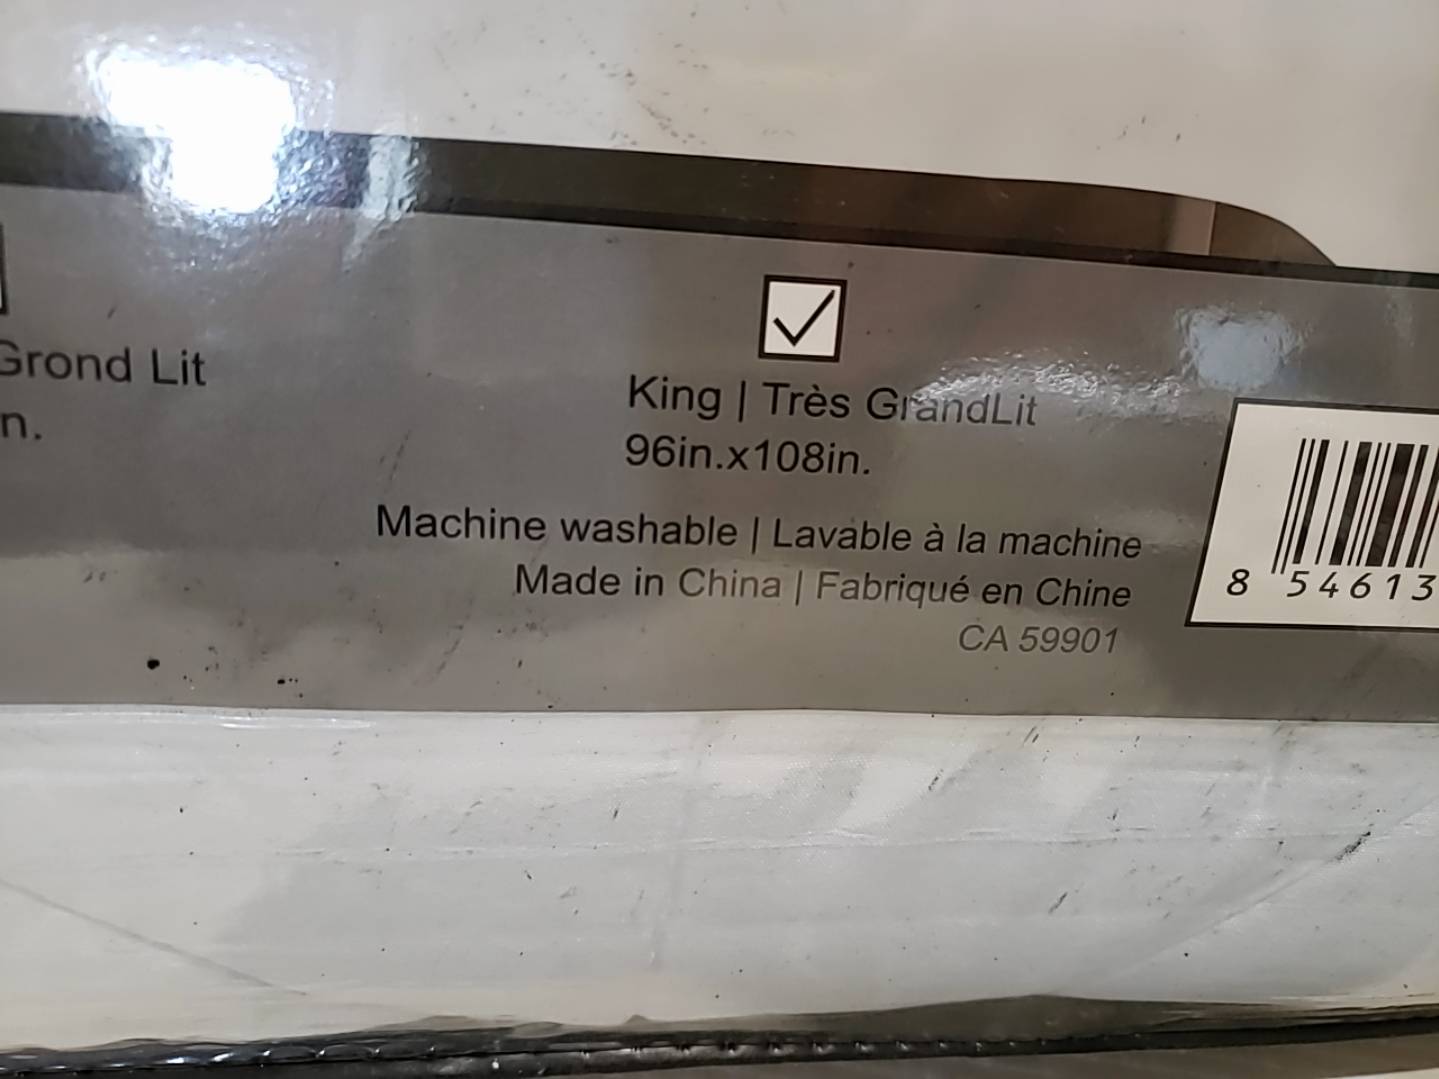 Grond Lit
n.
King | Très GrandLit
96in.x108in.
Machine washable | Lavable à la machine
Made in China | Fabriqué en Chine
CA 59901
8 54613